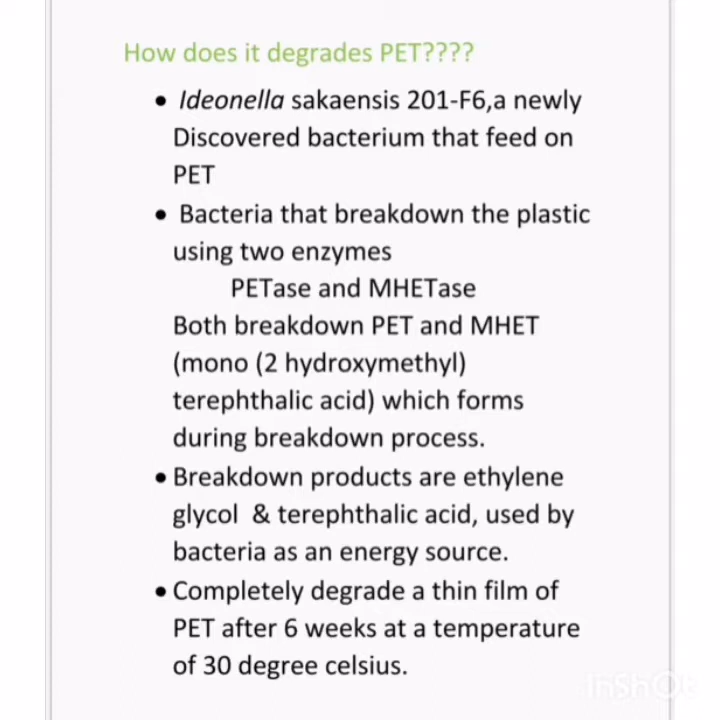 How does it degrades PET????
• Ideonella sakaensis 201-F6,a newly
Discovered bacterium that feed on
PET
• Bacteria that breakdown the plastic
using two enzymes
PETase and MHETase
Both breakdown PET and MHET
(mono (2 hydroxymethyl)
terephthalic acid) which forms
during breakdown process.
• Breakdown products are ethylene
glycol & terephthalic acid, used by
bacteria as an energy source.
• Completely degrade a thin film of
PET after 6 weeks at a temperature
of 30 degree celsius.
InShOt